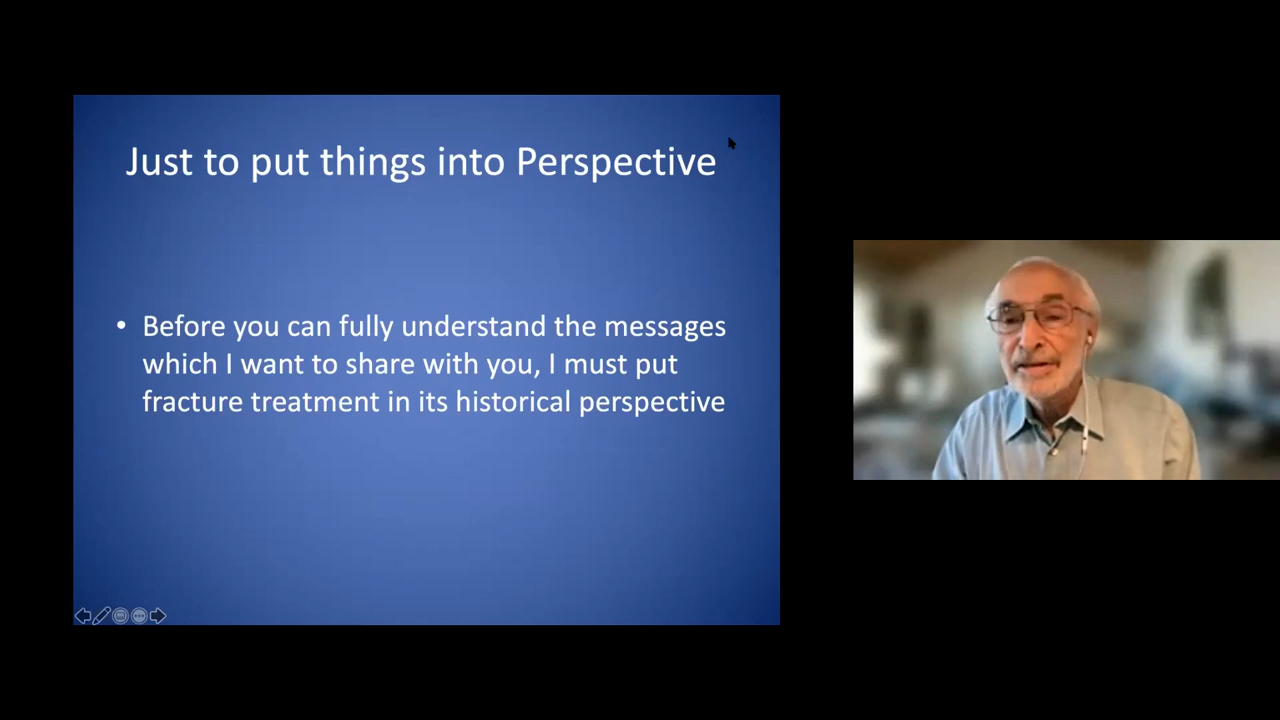 Just to put things into Perspective
• Before you can fully understand the messages
which I want to share with you, I must put
fracture treatment in its historical perspective